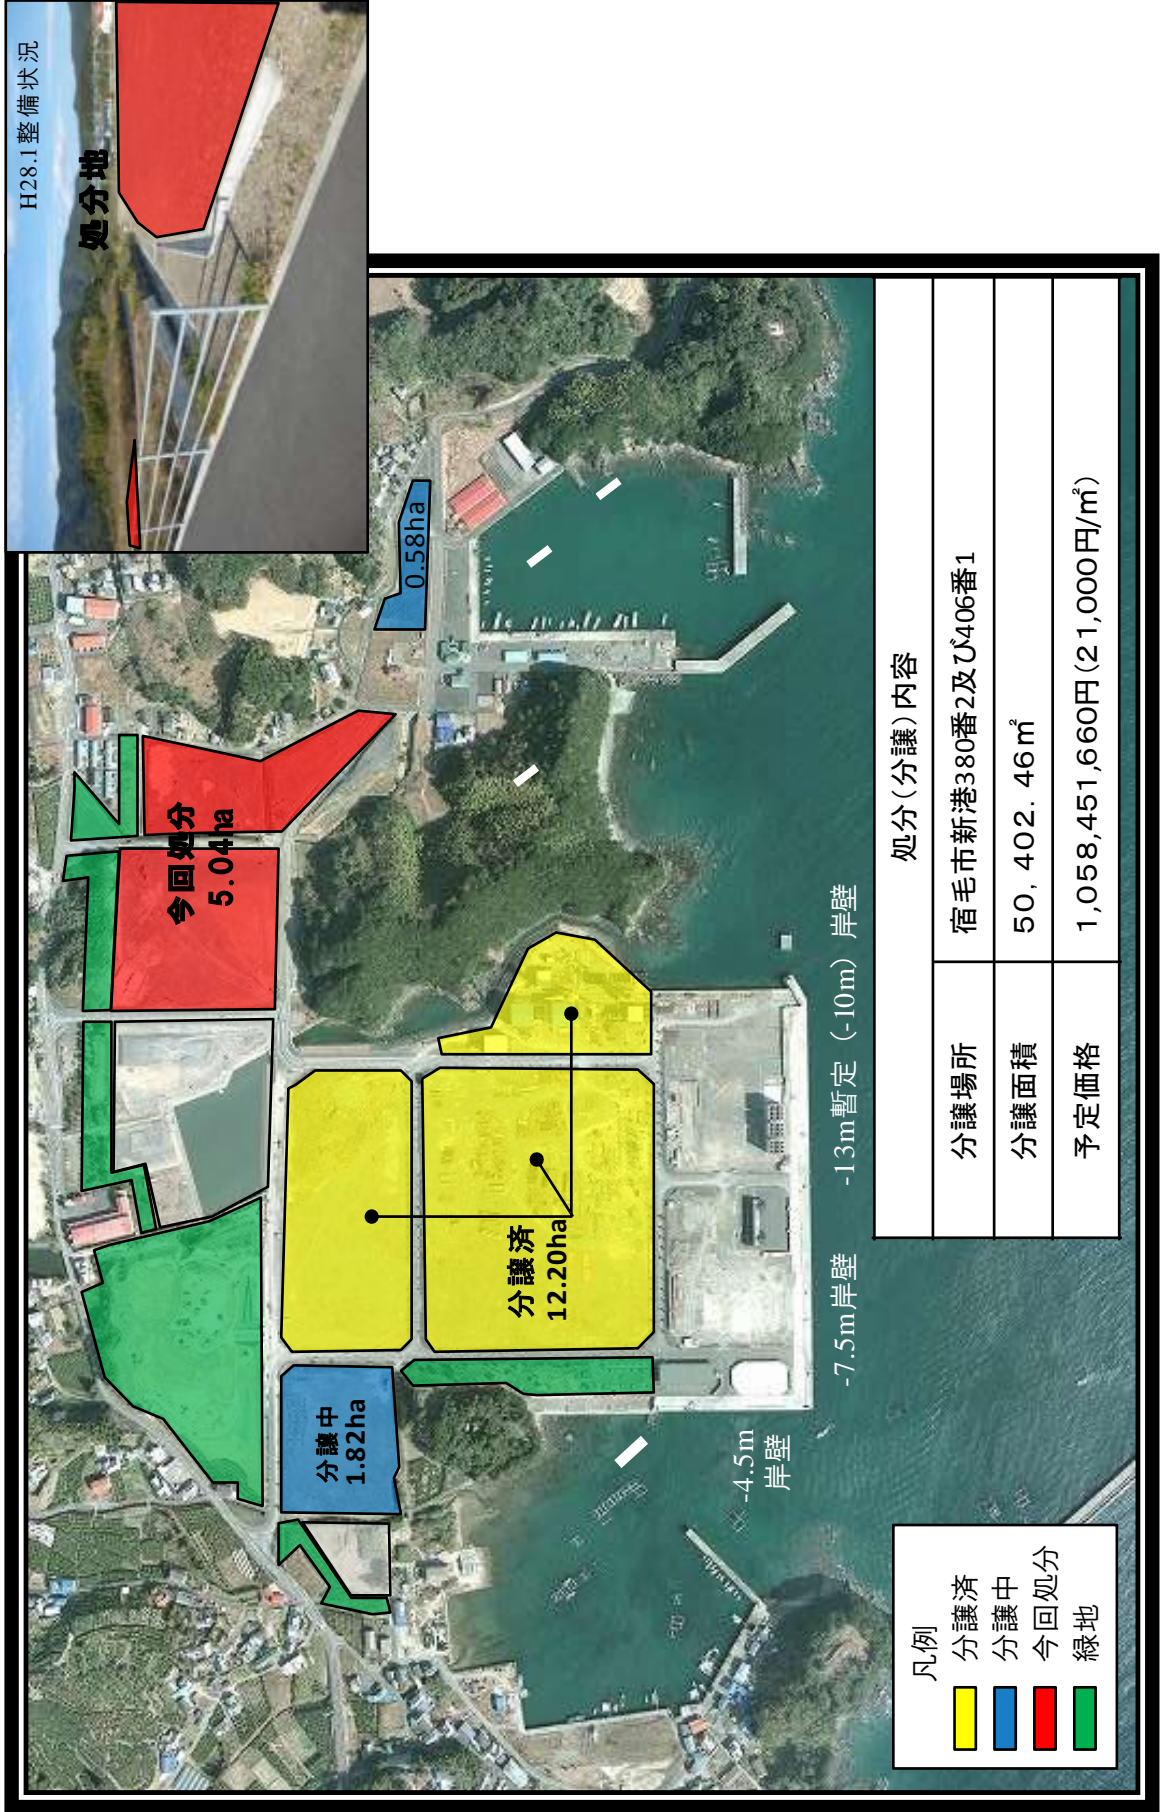 H28.1整備状況
処分地
今回処分
5.04ha
0.58ha
分譲済
12.20ha
分譲中
1.82ha
-4.5m
岸壁
-7.5m岸壁
-13m暫定（-10m）岸壁
凡例
分譲済
分譲中
今回処分
緑地
処分（分譲）内容
分譲場所 宿毛市新港380番2及び406番1
分譲面積 50,402.46㎡
予定価格 1,058,451,660円（21,000円/㎡）